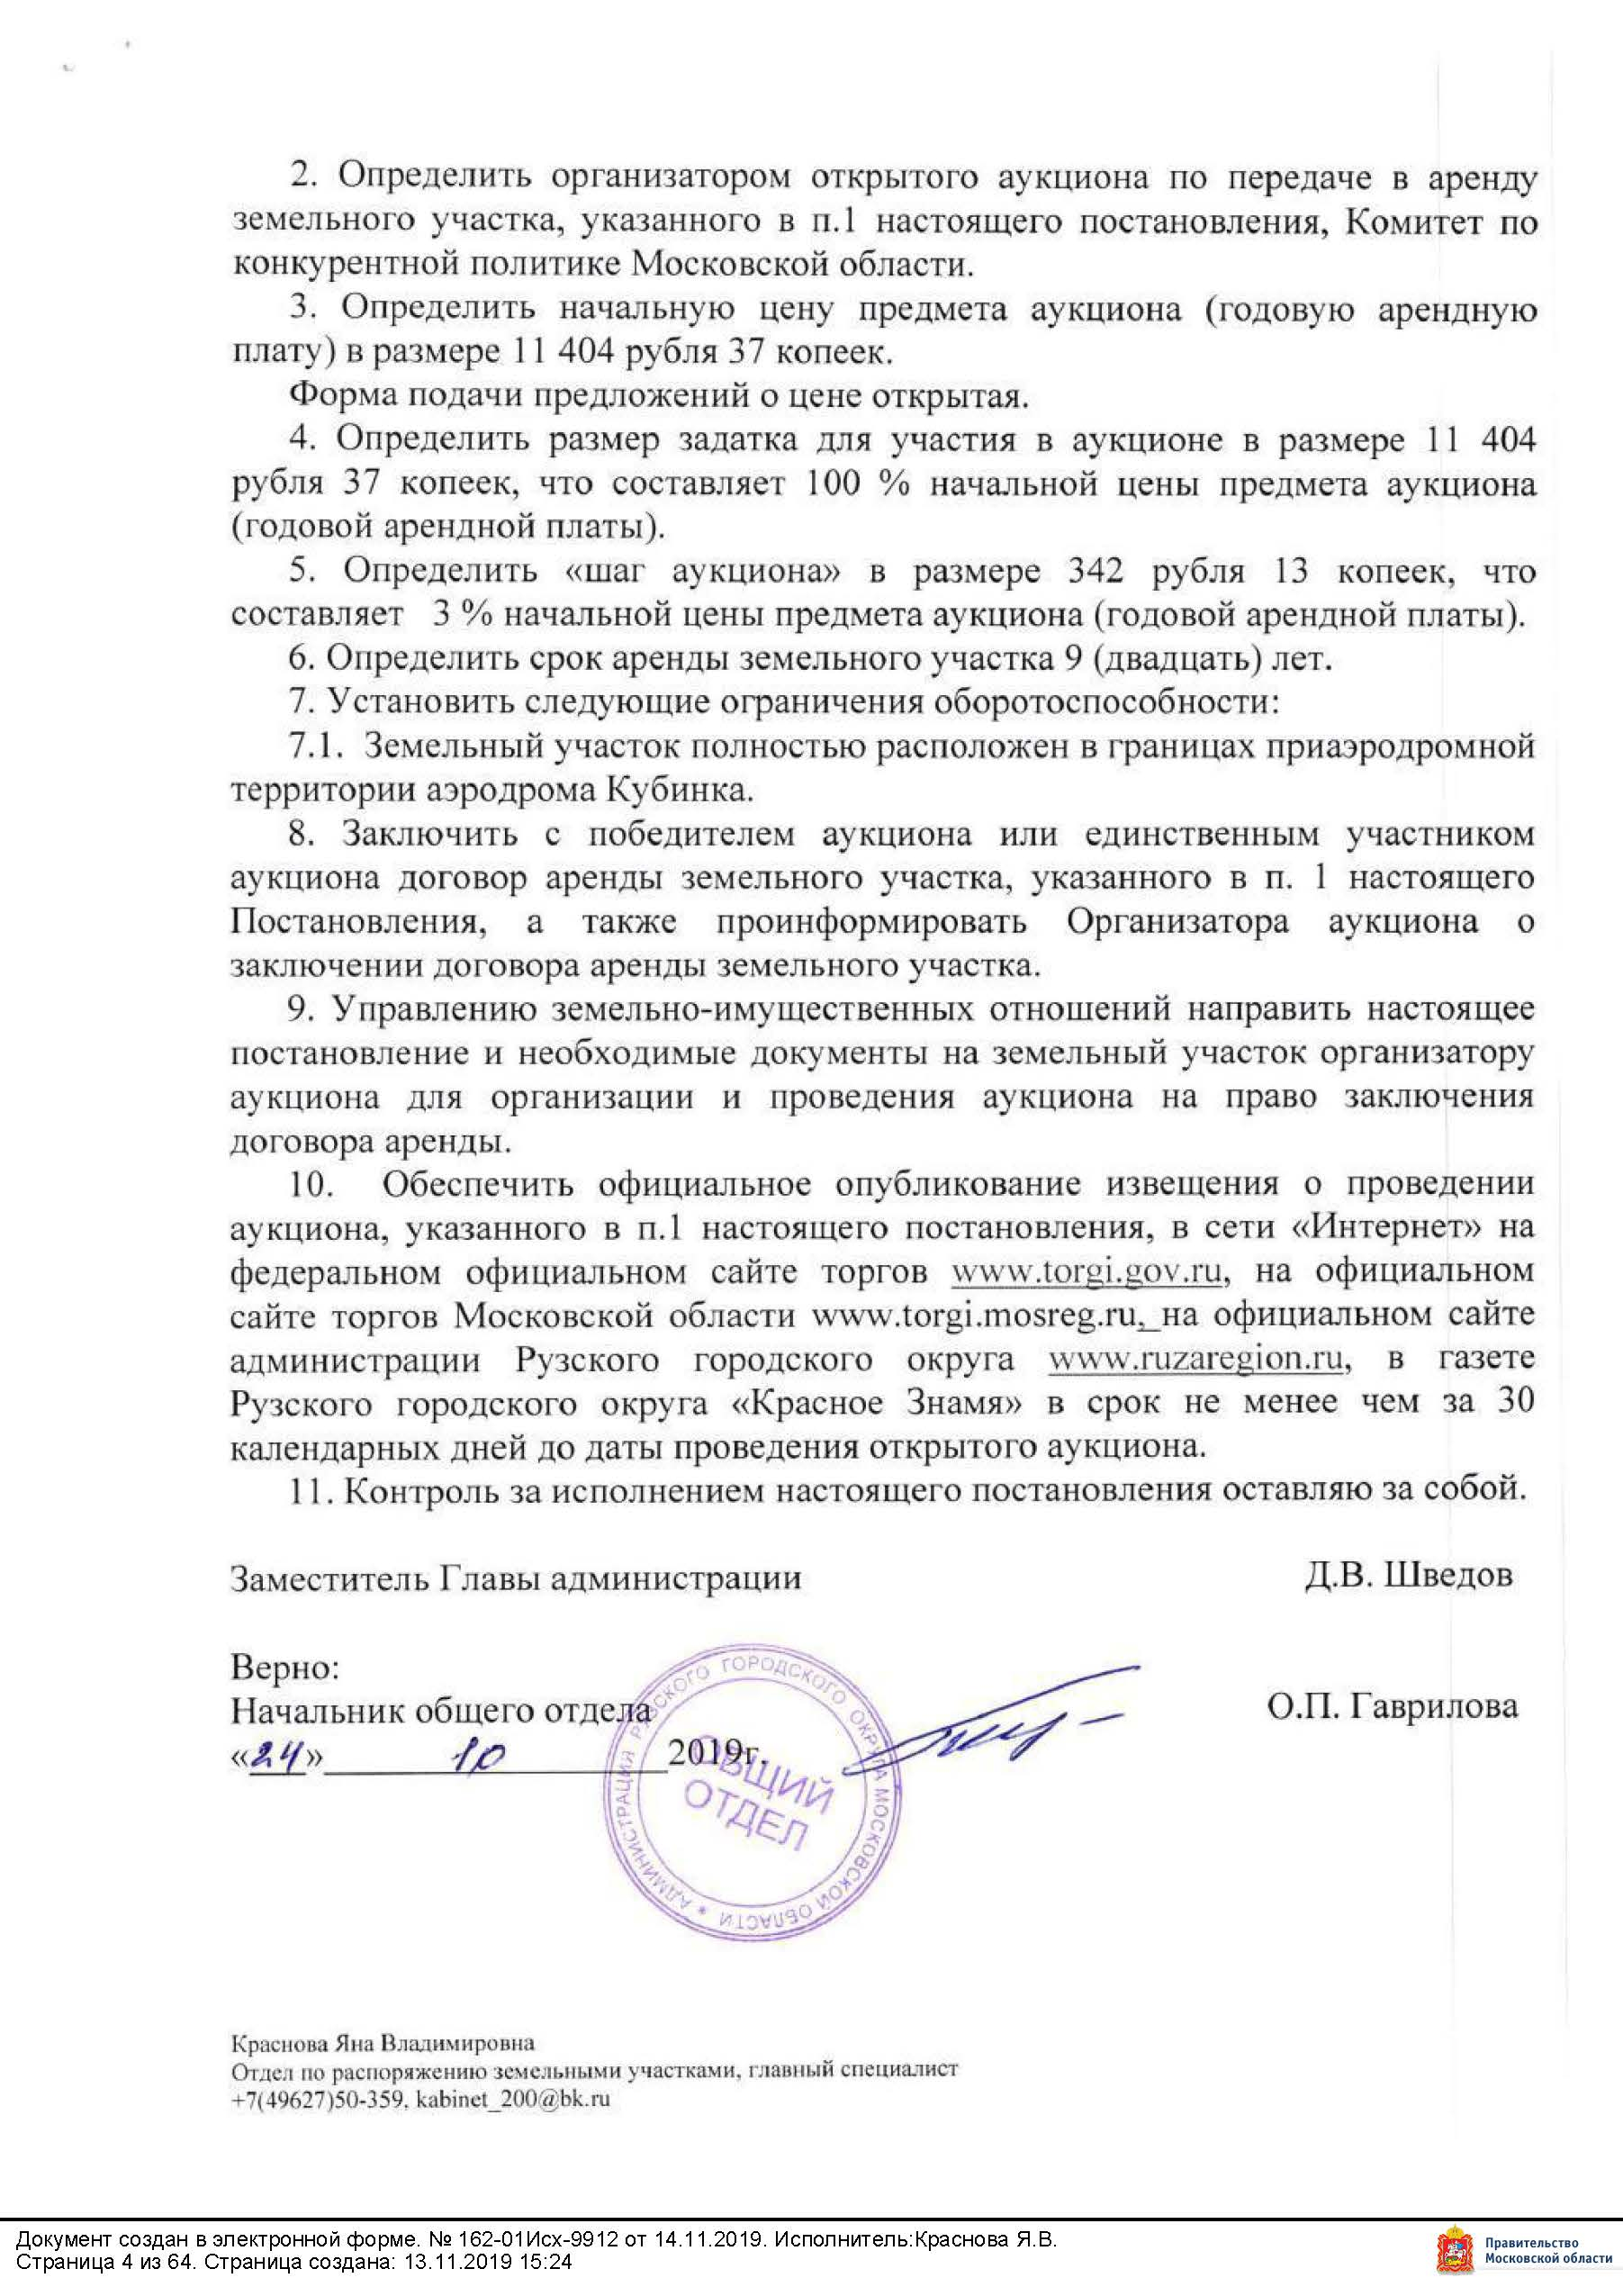 2. Определить организатором открытого аукциона по передаче в аренду
земельного участка, указанного в п.1 настоящего постановления, Комитет по
конкурентной политике Московской области.
3. Определить начальную цену предмета аукциона (годовую арендную
плату) в размере 11 404 рубля 37 копеек.
Форма подачи предложений о цене открытая.
4. Определить размер задатка для участия в аукционе в размере 11 404
рубля 37 копеек, что составляет 100 % начальной цены предмета аукциона
(годовой арендной платы).
5. Определить «шаг аукциона» в размере 342 рубля 13 копеек, что
составляет 3 % начальной цены предмета аукциона (годовой арендной платы).
6. Определить срок аренды земельного участка 9 (двадцать) лет.
7. Установить следующие ограничения оборотоспособности:
7.1. Земельный участок полностью расположен в границах приаэродромной
территории аэродрома Кубинка.
8. Заключить с победителем аукциона или единственным участником
аукциона договор аренды земельного участка, указанного в п. 1 настоящего
Постановления, а также проинформировать Организатора аукциона о
заключении договора аренды земельного участка.
9. Управлению земельно-имущественных отношений направить настоящее
постановление и необходимые документы на земельный участок организатору
аукциона для организации и проведения аукциона на право заключения
договора аренды.
10. Обеспечить официальное опубликование извещения о проведении
аукциона, указанного в п.1 настоящего постановления, в сети «Интернет» на
федеральном официальном сайте торгов www.torgi.gov.ru, на официальном
сайте торгов Московской области www.torgi.mosreg.ru, на официальном сайте
администрации Рузского городского округа www.ruzaregion.ru, в газете
Рузского городского округа «Красное Знамя» в срок не менее чем за 30
календарных дней до даты проведения открытого аукциона.
11. Контроль за исполнением настоящего постановления оставляю за собой.
Заместитель Главы администрации Д.В. Шведов
Верно:
Начальник общего отдела О.П. Гаврилова
«24» 10 2019г.
АДМИНИСТРАЦИЯ РУЗСКОГО ГОРОДСКОГО ОКРУГА МОСКОВСКОЙ ОБЛАСТИ *
ОБЩИЙ
ОТДЕЛ
Краснова Яна Владимировна
Отдел по распоряжению земельными участками, главный специалист
+7(49627)50-359, kabinet_200@bk.ru
Документ создан в электронной форме. № 162-01Исх-9912 от 14.11.2019. Исполнитель:Краснова Я.В.
Страница 4 из 64. Страница создана: 13.11.2019 15:24
Правительство
Московской области